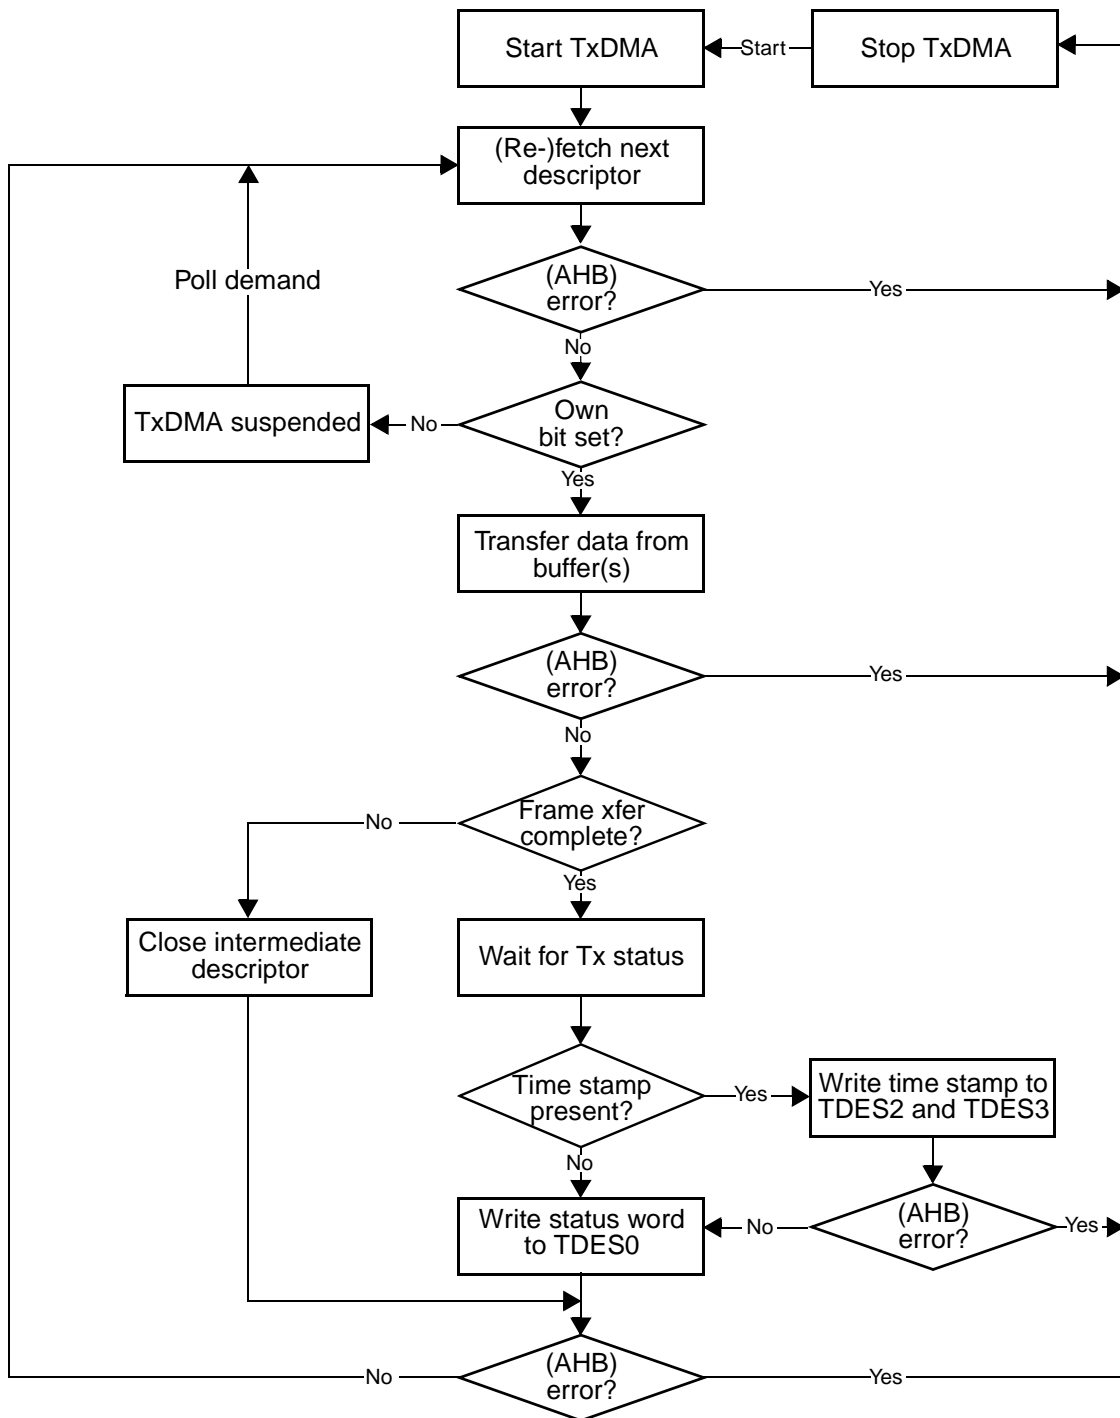 Start TxDMA
Start
Stop TxDMA
(Re-)fetch next
descriptor
Poll demand
(AHB)
error?
Yes
No
TxDMA suspended
No
Own
bit set?
Yes
Transfer data from
buffer(s)
(AHB)
error?
Yes
No
No
Frame xfer
complete?
Yes
Close intermediate
descriptor
Wait for Tx status
Time stamp
present?
Yes
Write time stamp to
TDES2 and TDES3
No
Write status word
to TDES0
No
(AHB)
error?
Yes
No
(AHB)
error?
Yes